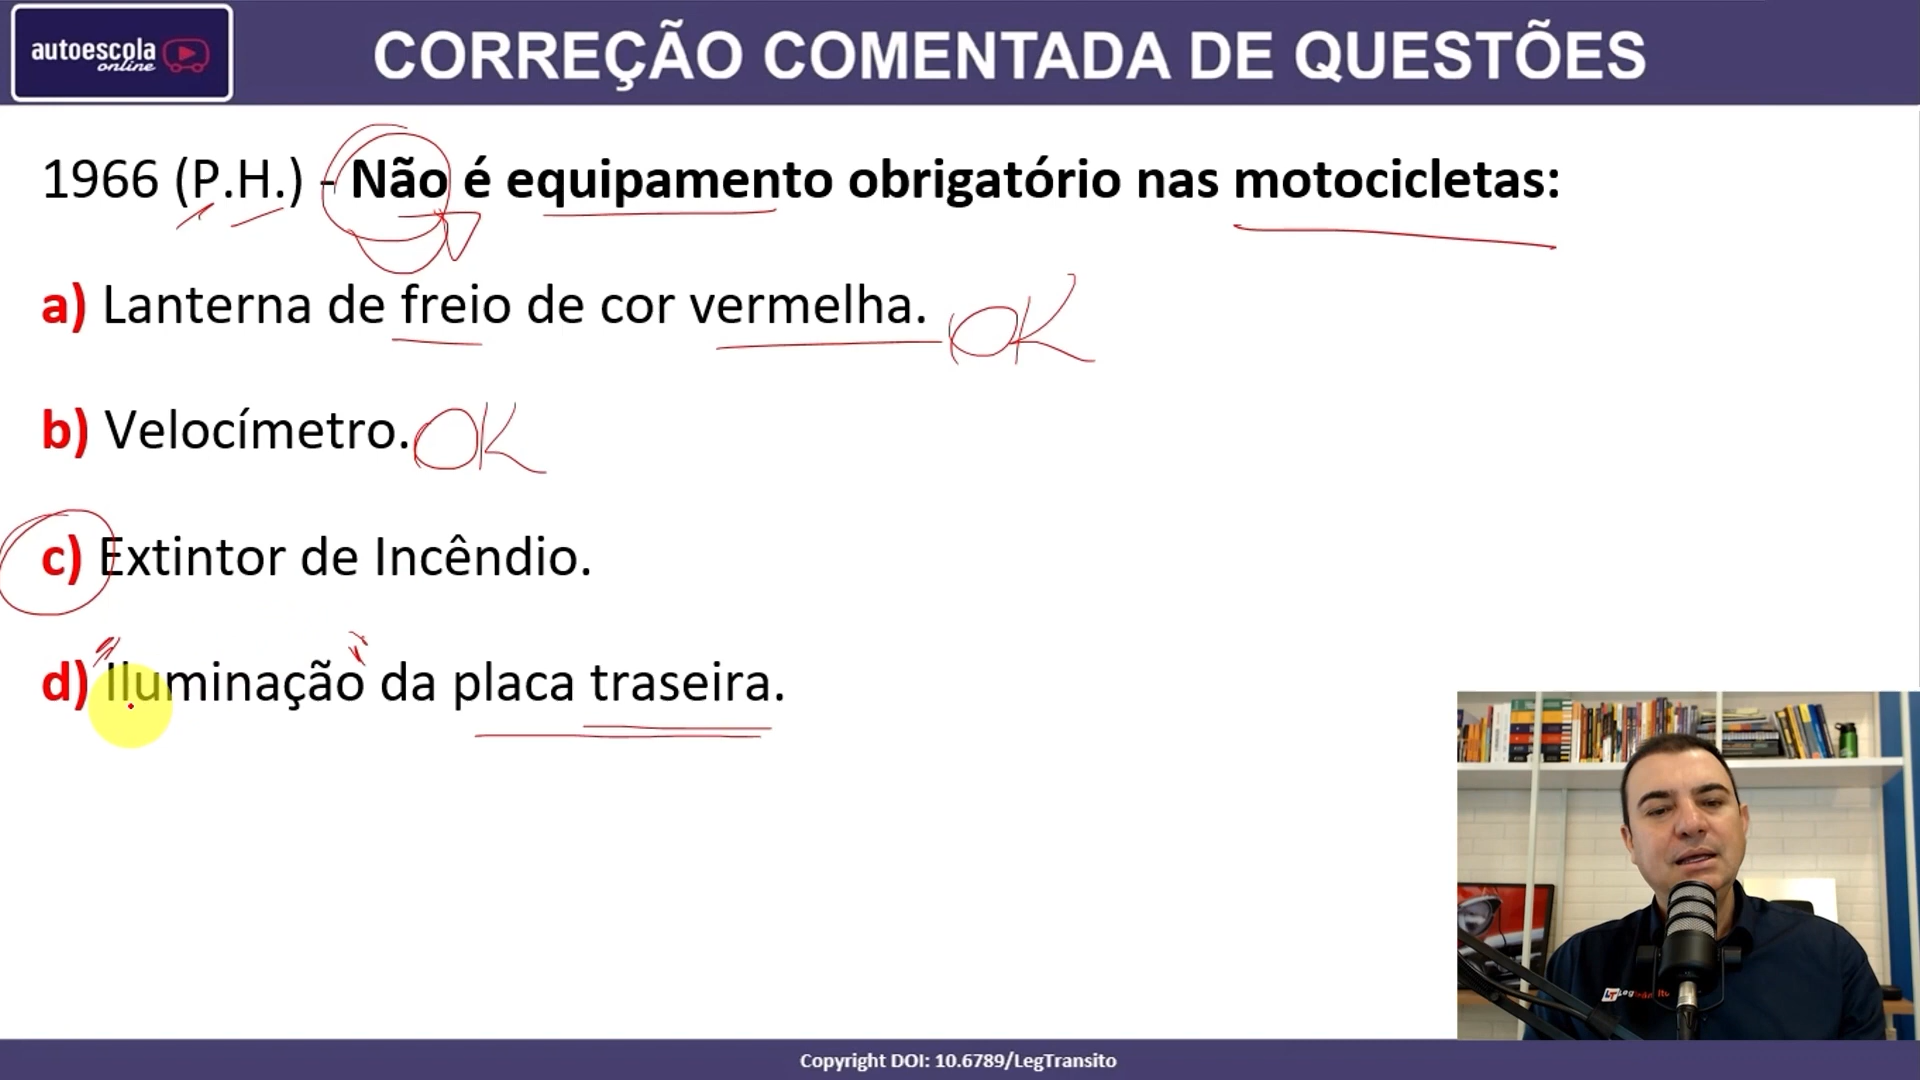 autoescola
online
CORREÇÃO COMENTADA DE QUESTÕES
1966 (P.H.) - Não é equipamento obrigatório nas motocicletas:
a) Lanterna de freio de cor vermelha. OK
b) Velocímetro. OK
c) Extintor de Incêndio.
d) Iluminação da placa traseira.
Copyright DOI: 10.6789/LegTransito